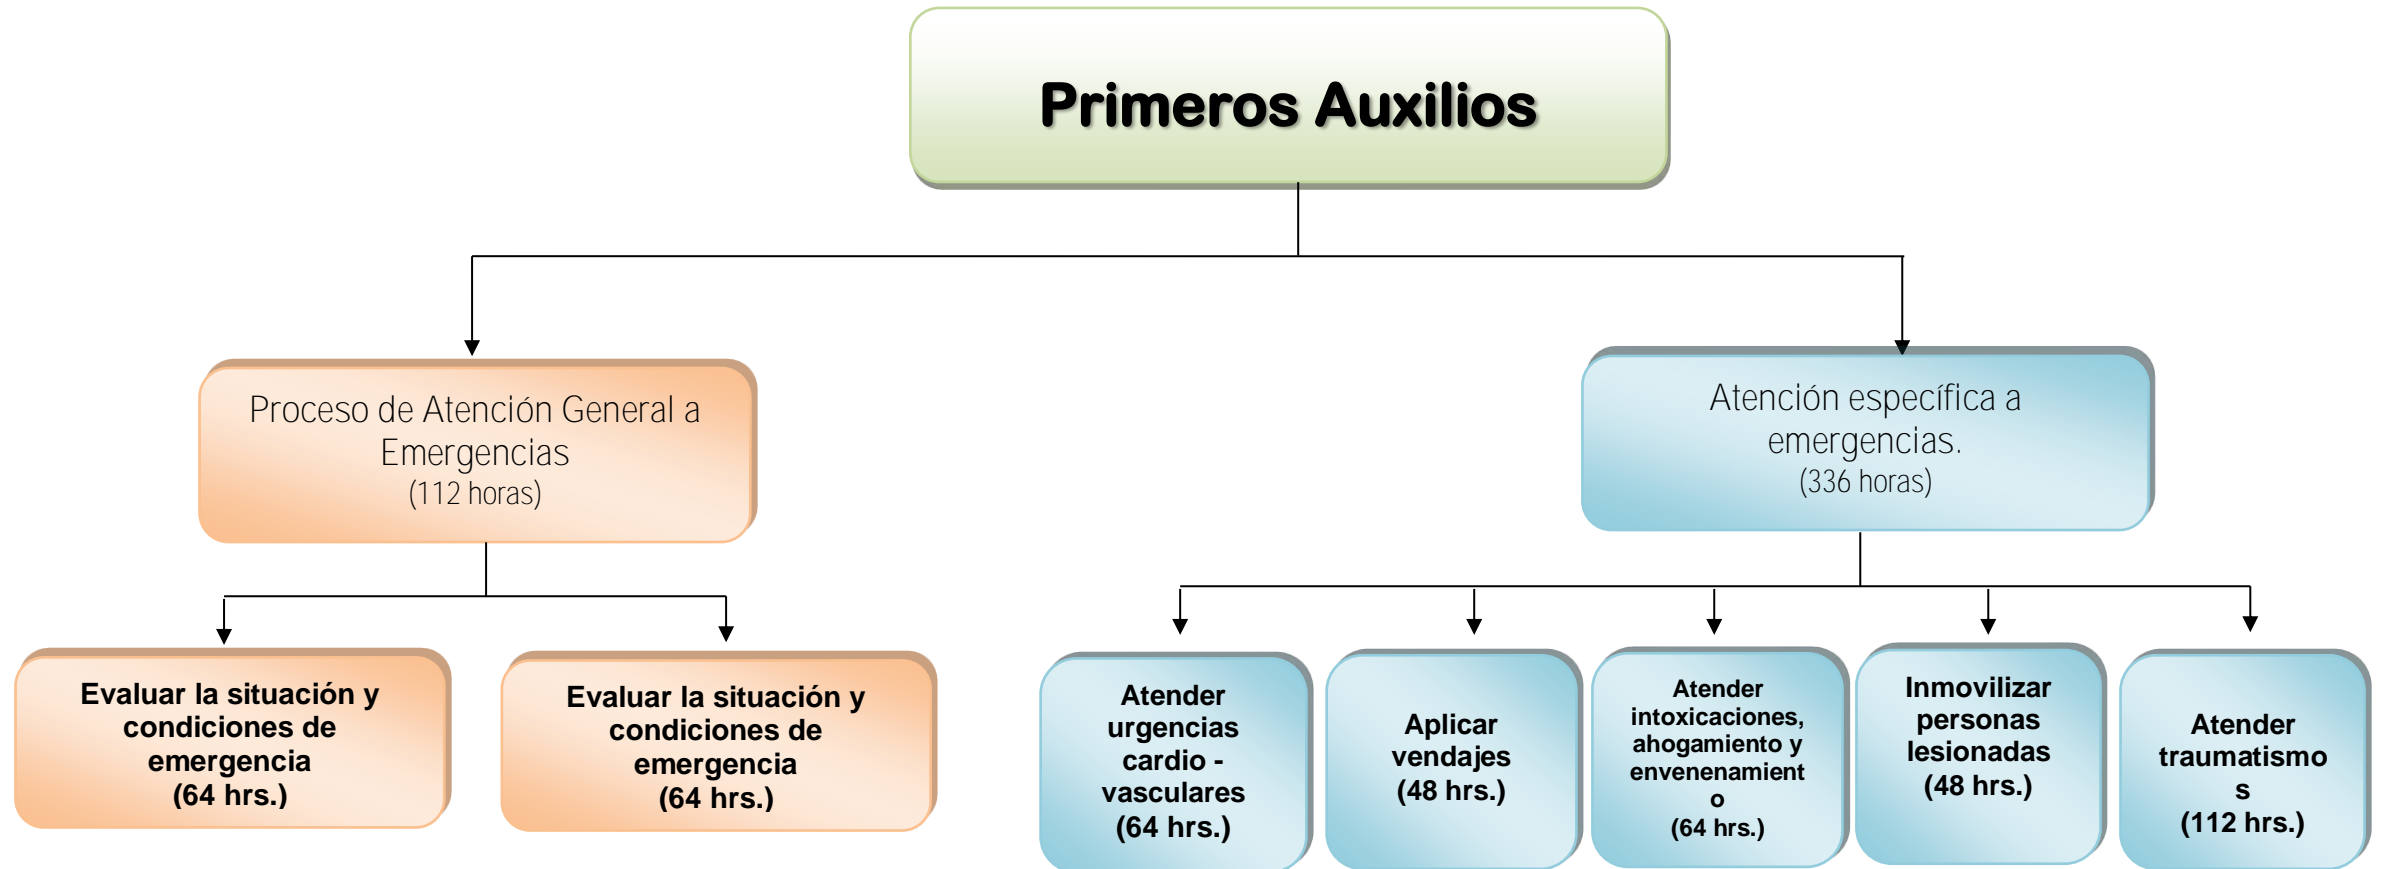 Primeros Auxilios
Proceso de Atención General a
Emergencias
(112 horas)
Atención específica a
emergencias.
(336 horas)
Evaluar la situación y
condiciones de
emergencia
(64 hrs.)
Evaluar la situación y
condiciones de
emergencia
(64 hrs.)
Atender
urgencias
cardio -
vasculares
(64 hrs.)
Aplicar
vendajes
(48 hrs.)
Atender
intoxicaciones,
ahogamiento y
envenenamient
o
(64 hrs.)
Inmovilizar
personas
lesionadas
(48 hrs.)
Atender
traumatismo
s
(112 hrs.)